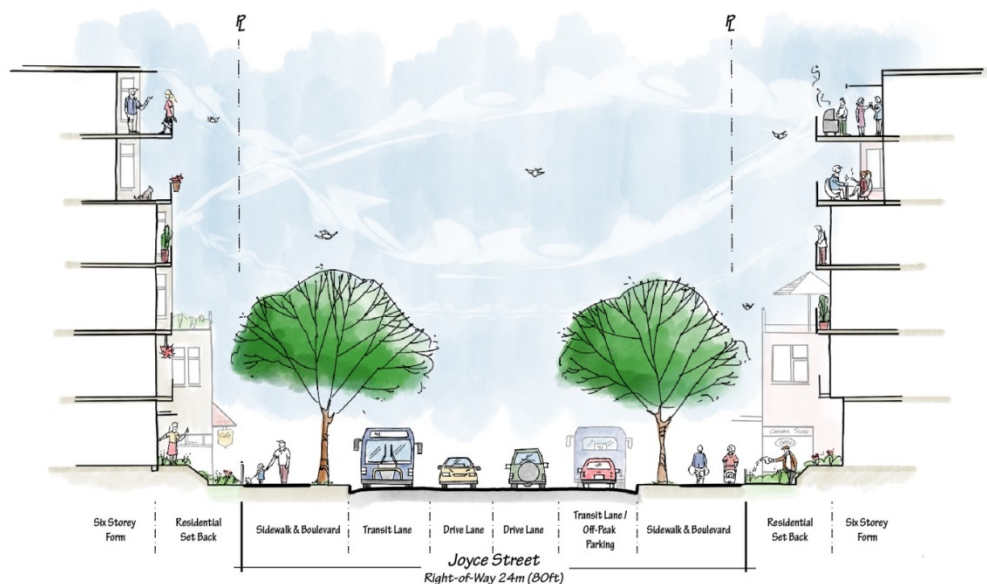 PL
PL
Cafe
Six Storey
Form
Residential
Set Back
Sidewalk & Boulevard
Transit Lane
Drive Lane
Drive Lane
Transit Lane /
Off-Peak
Parking
Sidewalk & Boulevard
Residential
Set Back
Six Storey
Form
Joyce Street
Right-of-Way 24m (80ft)